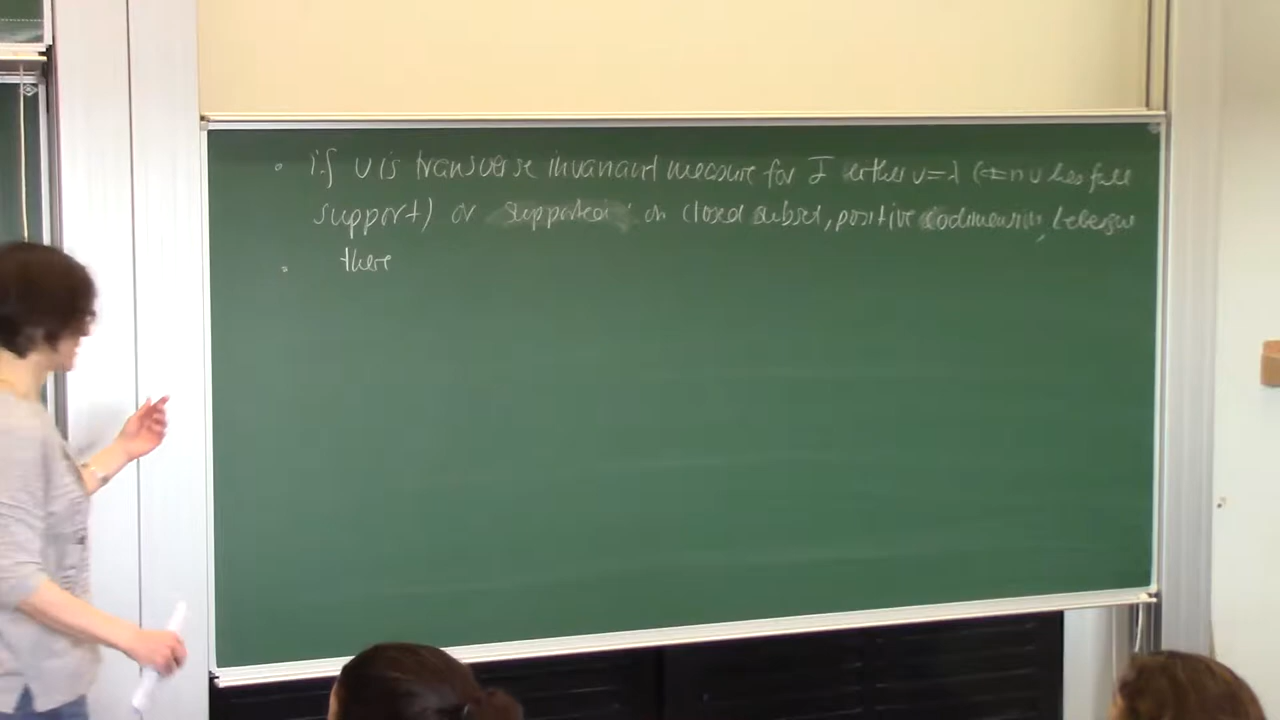 • if ν is transverse invariant measure for F either ν=λ ( ν has full
support) or supported on closed subset, positive codimension, Lebesgue
• there